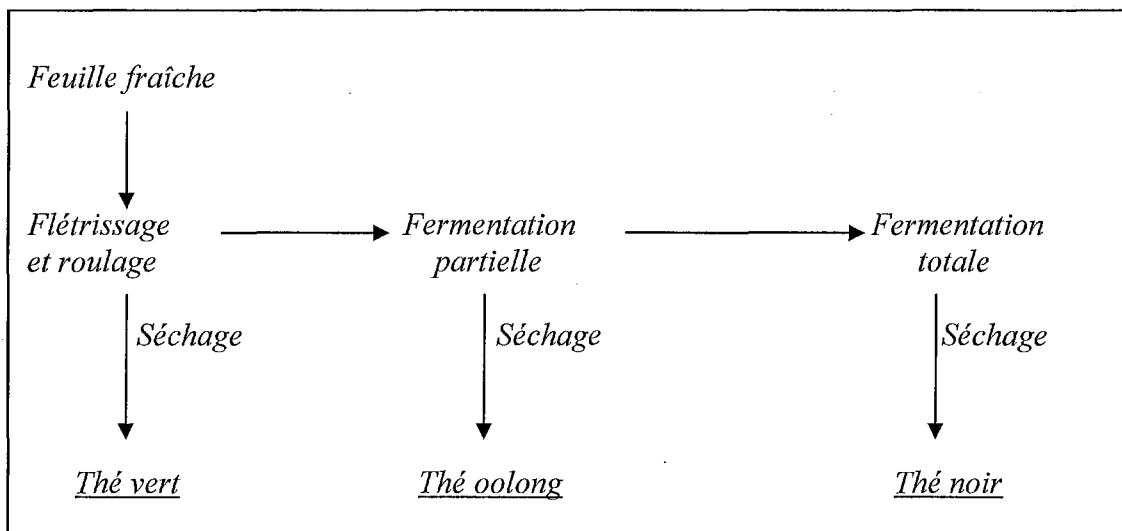 Feuille fraîche
Flétrissage
et roulage
Fermentation
partielle
Fermentation
totale
Séchage
Séchage
Séchage
Thé vert
Thé oolong
Thé noir